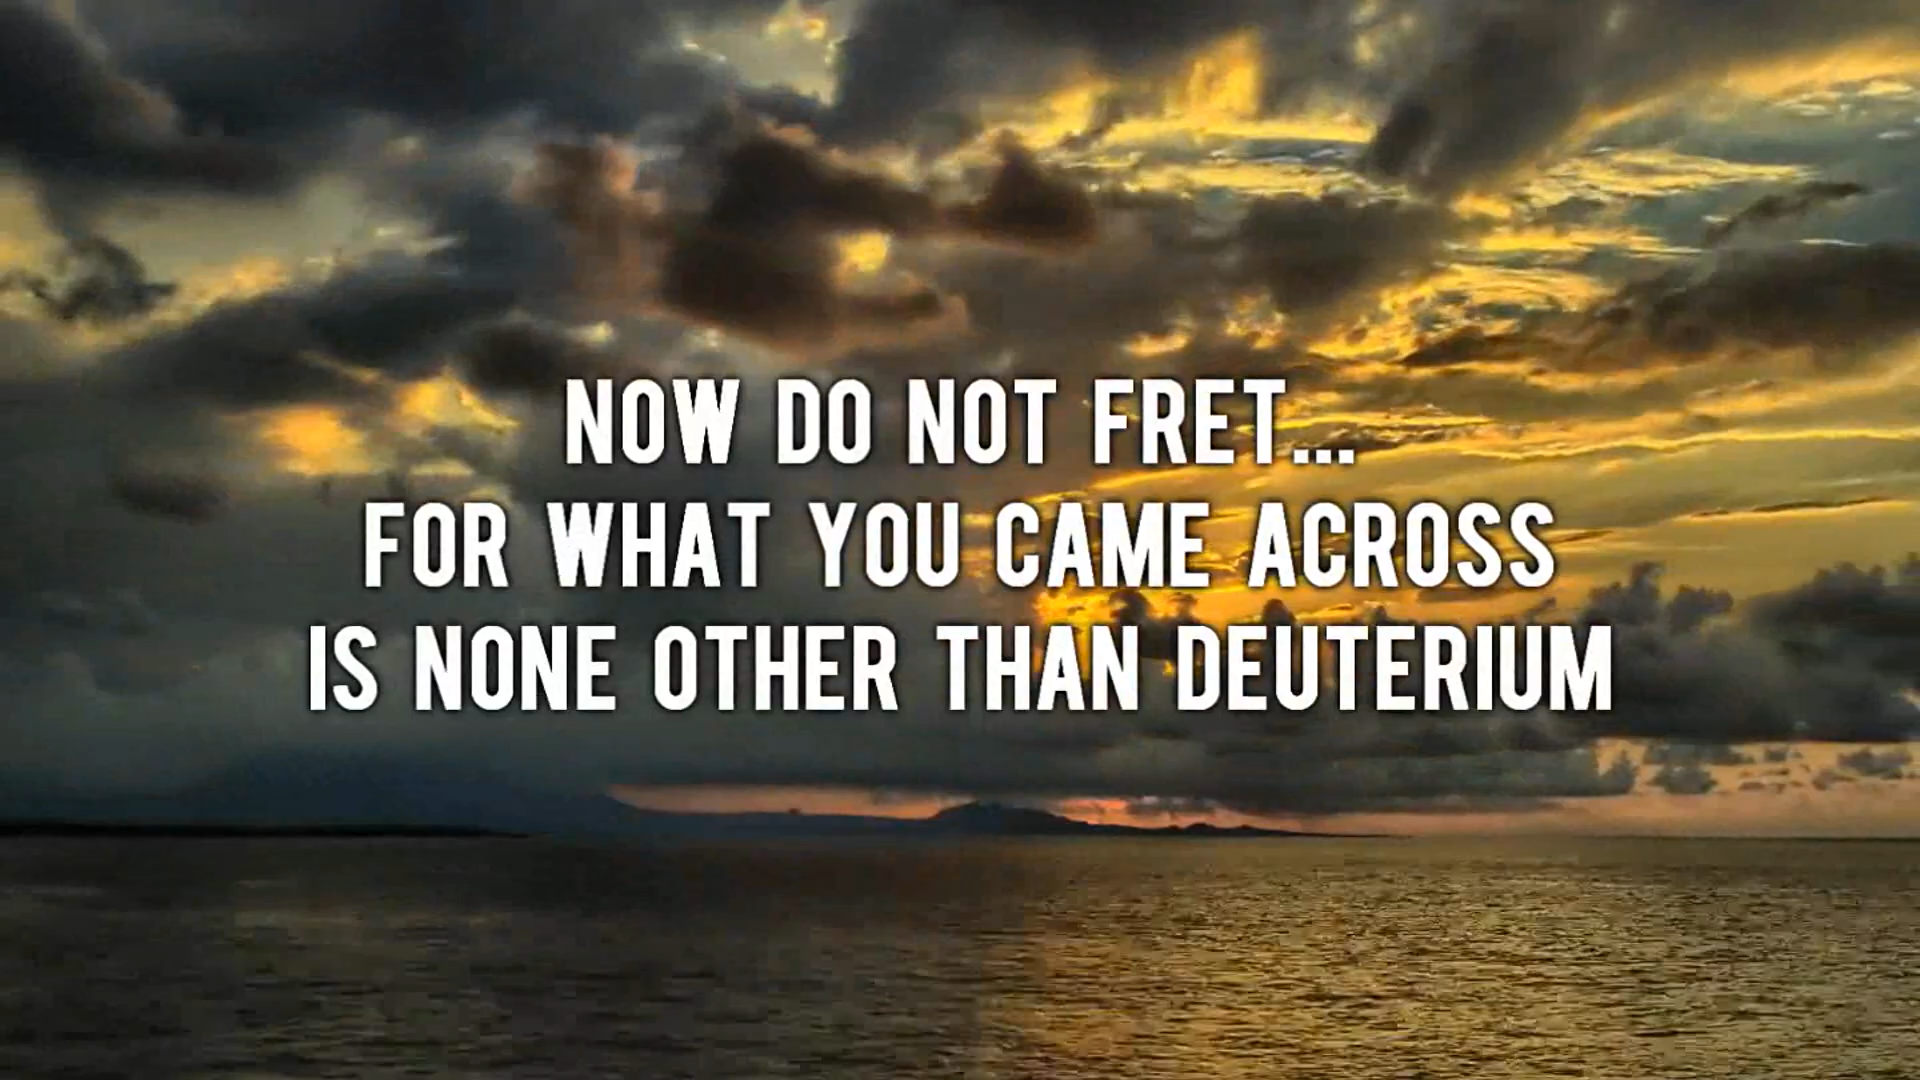 NOW DO NOT FRET...
FOR WHAT YOU CAME ACROSS
IS NONE OTHER THAN DEUTERIUM